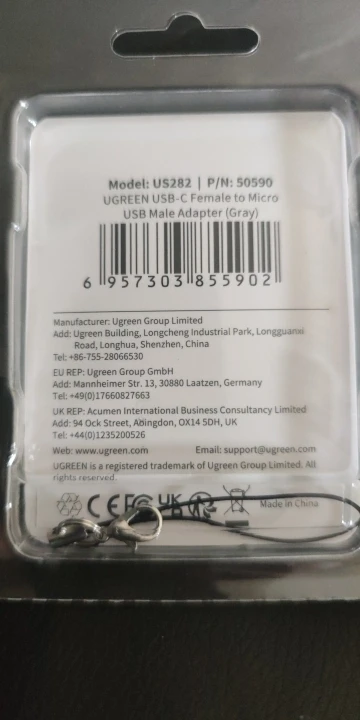 Model: US282 | P/N: 50590
UGREEN USB-C Female to Micro
USB Male Adapter (Gray)
6 957303 855902
Manufacturer: Ugreen Group Limited
Add: Ugreen Building, Longcheng Industrial Park, Longguanxi
Road, Longhua, Shenzhen, China
Tel: +86-755-28066530
EU REP: Ugreen Group GmbH
Add: Mannheimer Str. 13, 30880 Laatzen, Germany
Tel: +49(0)17660827663
UK REP: Acumen International Business Consultancy Limited
Add: 94 Ock Street, Abingdon, OX14 5DH, UK
Tel: +44(0)1235200526
Web: www.ugreen.com Email: support@ugreen.com
UGREEN is a registered trademark of Ugreen Group Limited. All
rights reserved.
CE FC UK Made in China